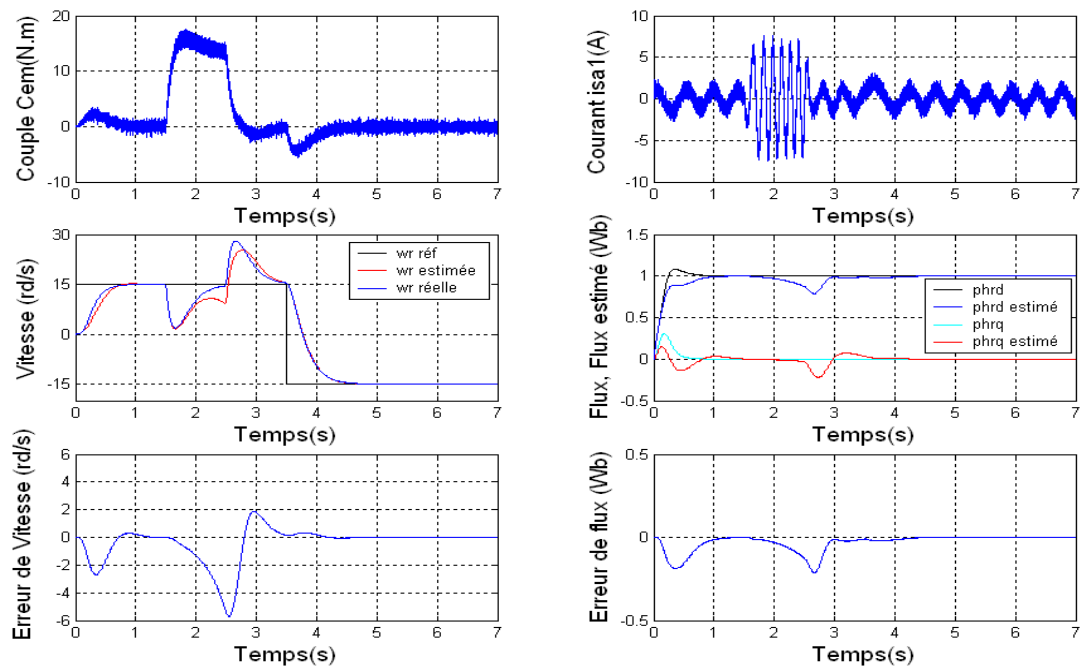 Couple Cem(N.m)
20
10
0
-10
0 1 2 3 4 5 6 7
Temps(s)
Courant isa1(A)
10
5
0
-5
-10
0 1 2 3 4 5 6 7
Temps(s)
Vitesse (rd/s)
30
15
0
-15
wr réf
wr estimée
wr réelle
0 1 2 3 4 5 6 7
Temps(s)
Flux, Flux estimé (Wb)
1.5
1
0.5
0
-0.5
phrd
phrd estimé
phrq
phrq estimé
0 1 2 3 4 5 6 7
Temps(s)
Erreur de Vitesse (rd/s)
6
4
2
0
-2
-4
-6
0 1 2 3 4 5 6 7
Temps(s)
Erreur de flux (Wb)
0.5
0
-0.5
0 1 2 3 4 5 6 7
Temps(s)